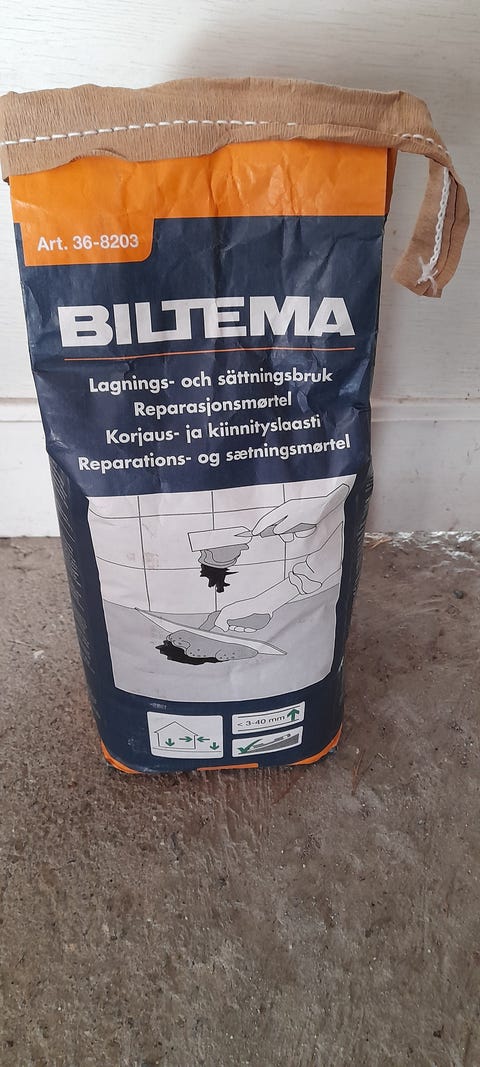 Art. 36-8203
BILTEMA
Lagnings- och sättningsbruk
Reparasjonsmørtel
Korjaus- ja kiinnityslaasti
Reparations- og sætningsmørtel
< 3-40 mm